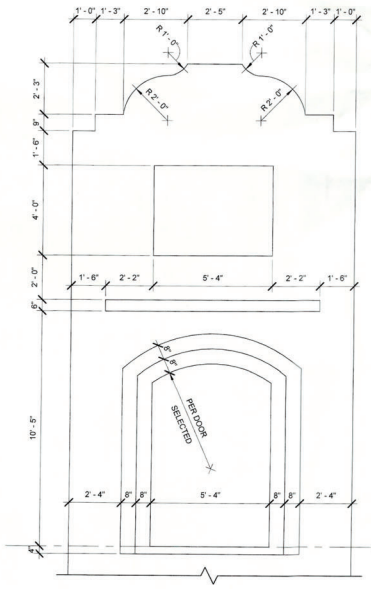 1' - 0" 1' - 3" 2' - 10" 2' - 5" 2' - 10" 1' - 3" 1' - 0"
R 1' - 0" R 1' - 0"
2' - 3"
R 2' - 0" R 2' - 0"
9"
1' - 6"
4' - 0"
2' - 0"
1' - 6" 2' - 2" 5' - 4" 2' - 2" 1' - 6"
6"
8"
8"
PER DOOR
SELECTED
10' - 5"
2' - 4" 8" 8" 5' - 4" 8" 8" 2' - 4"
4"